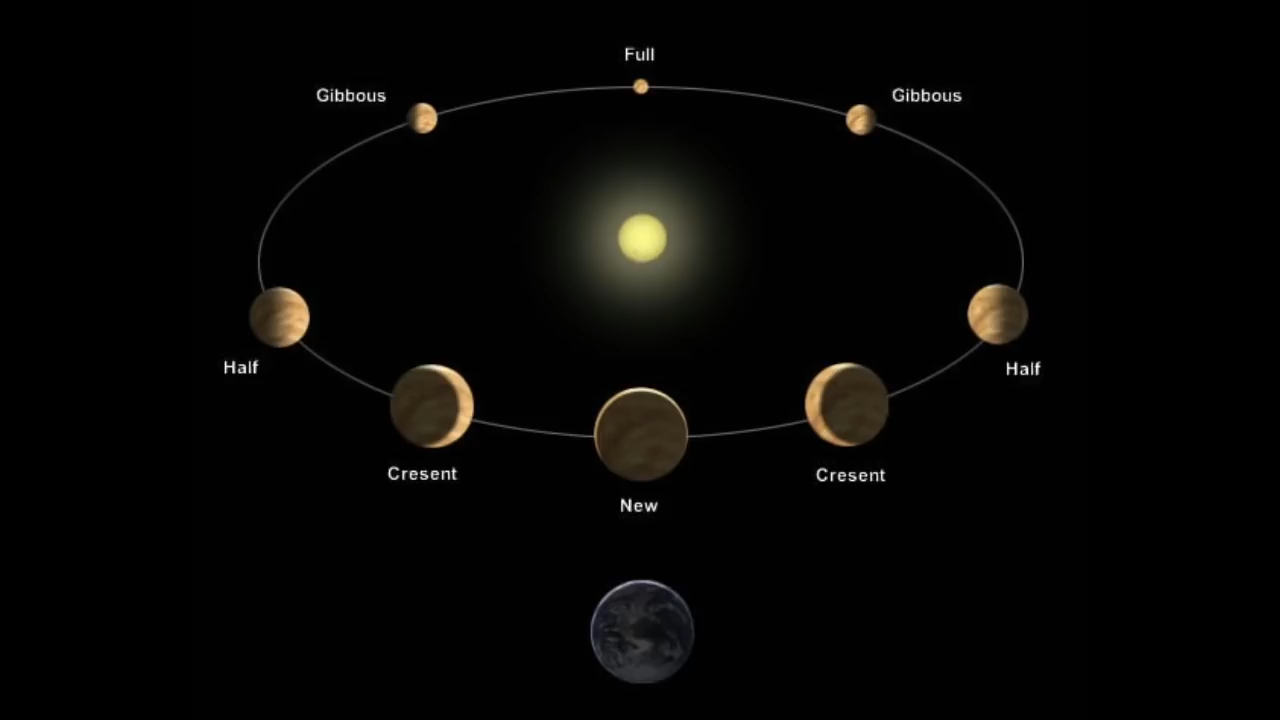 Full
Gibbous
Gibbous
Half
Half
Cresent
Cresent
New